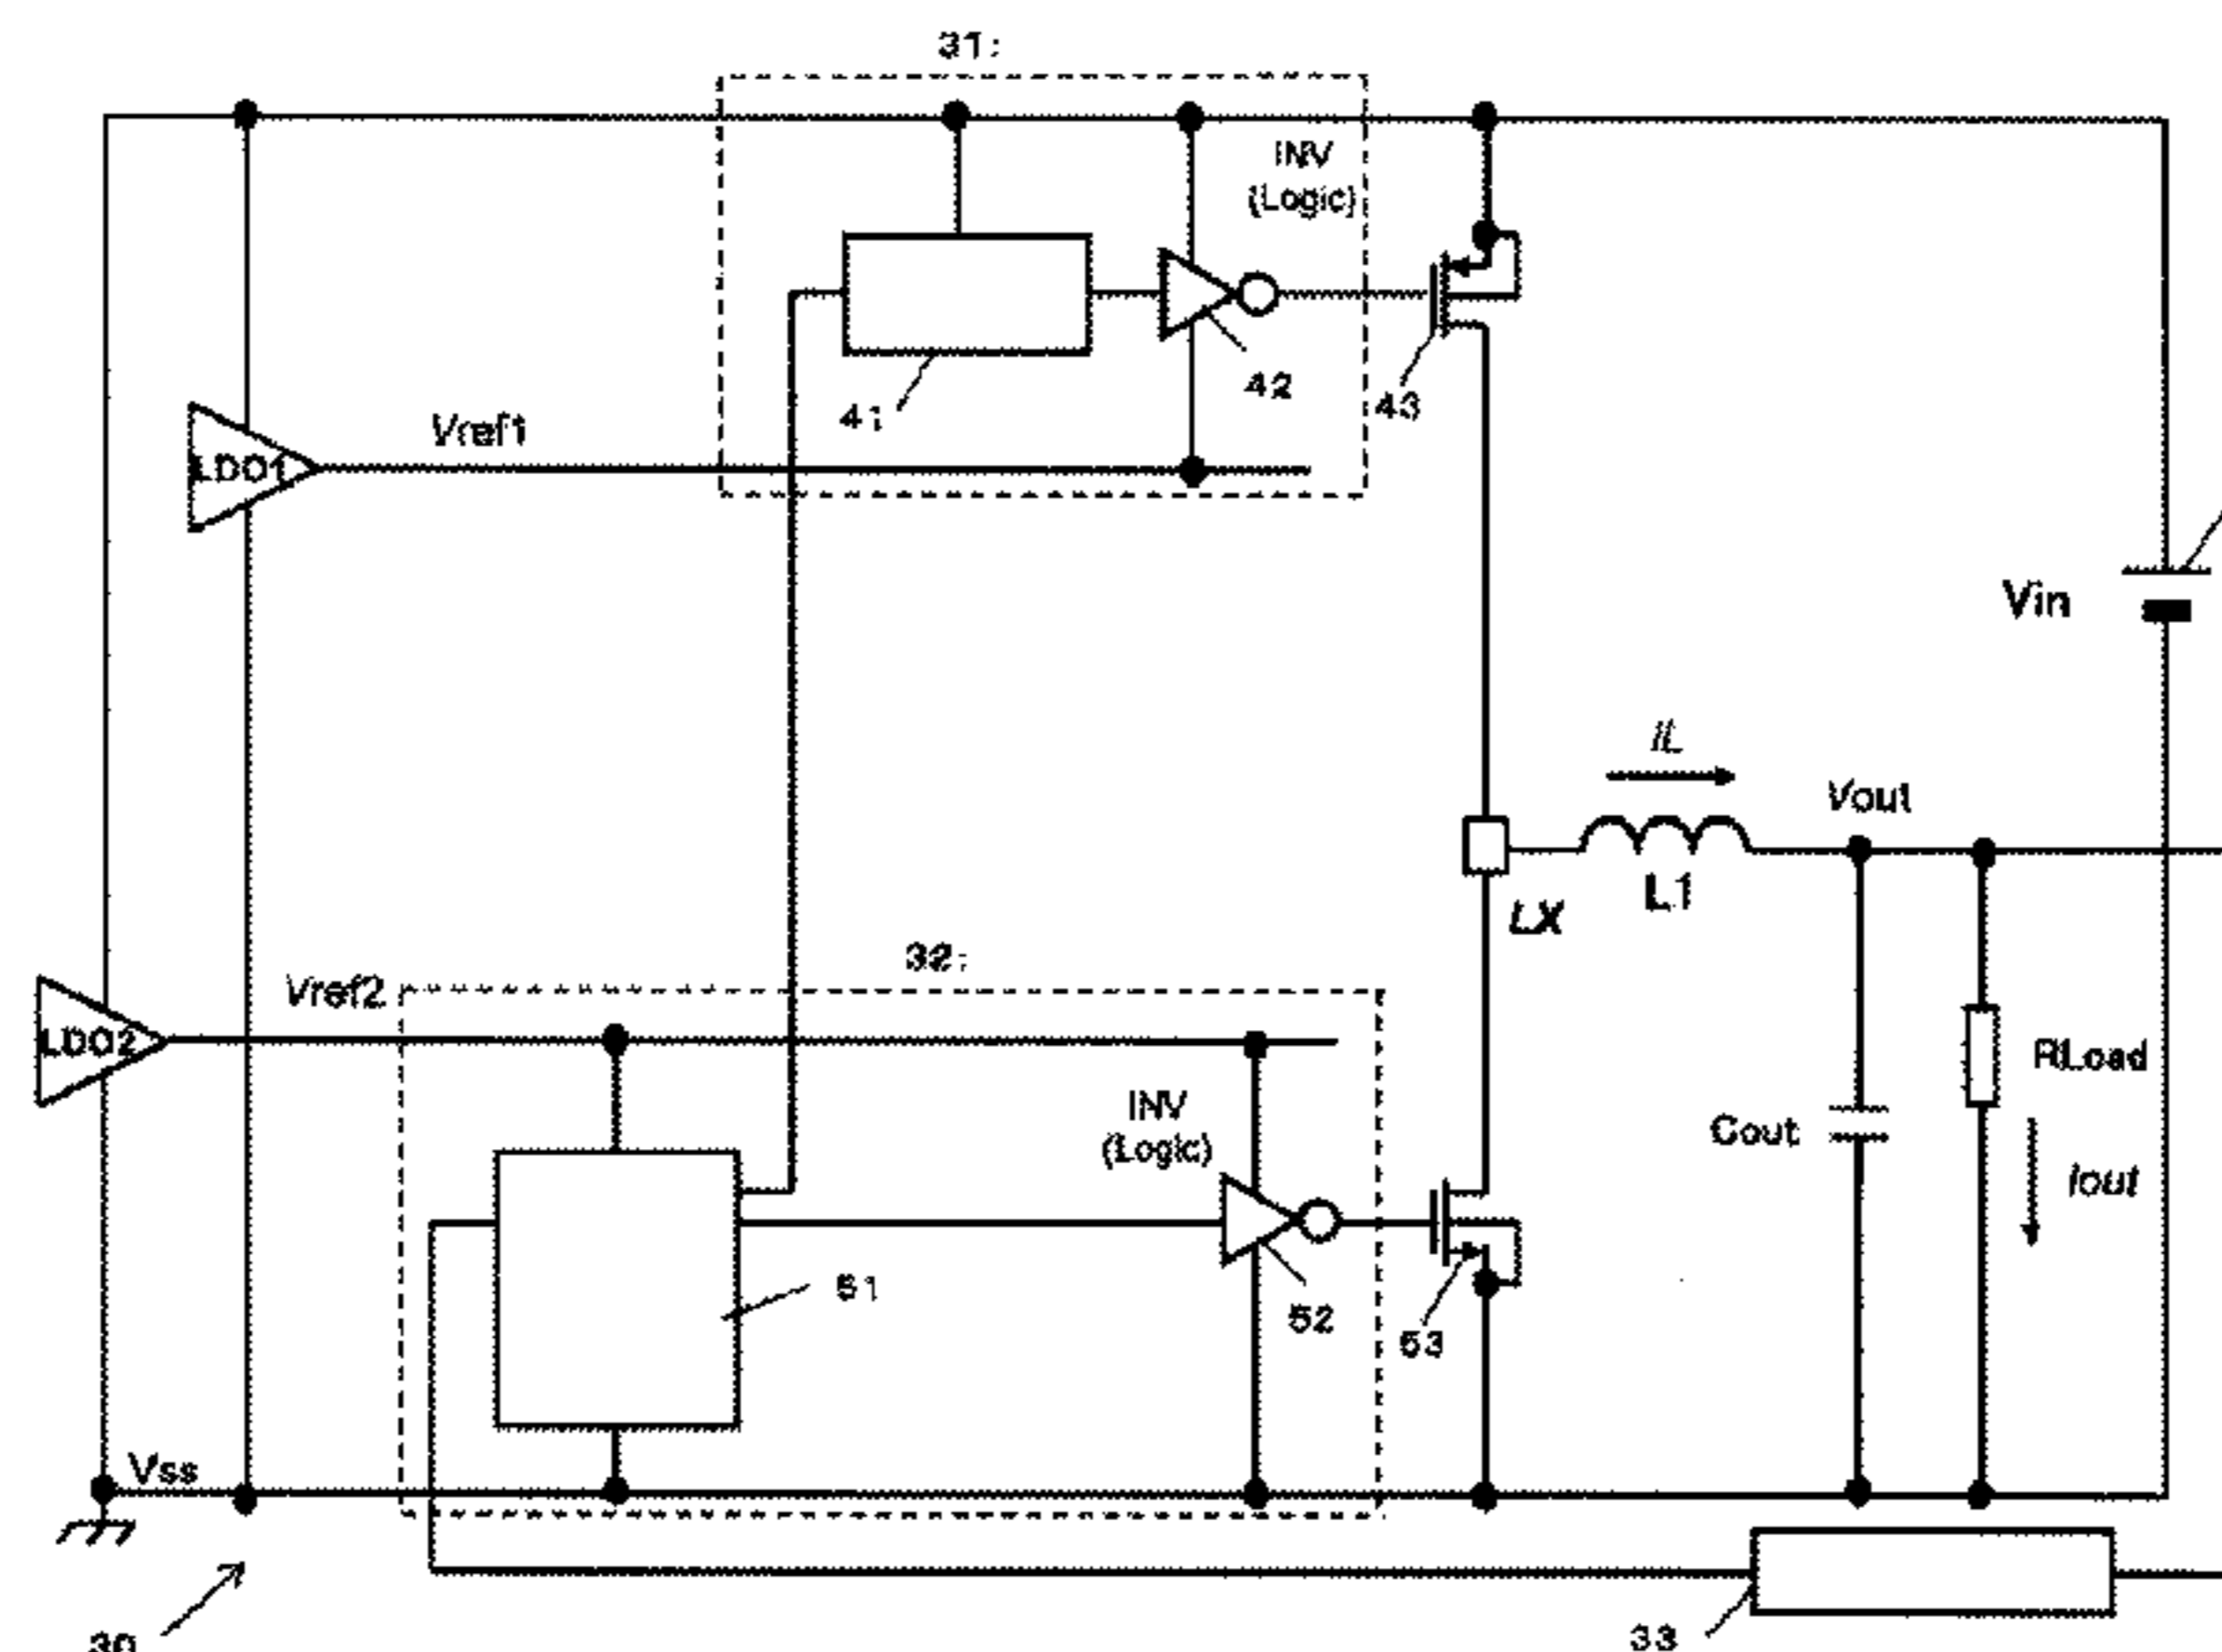 31:
INV
(Logic)
42
43
41
Vref1
LDO1
Vin
IL
Vout
L1
LX
32:
Vref2
LDO2
RLoad
INV
(Logic)
Cout
Iout
51
52
53
Vss
30
33